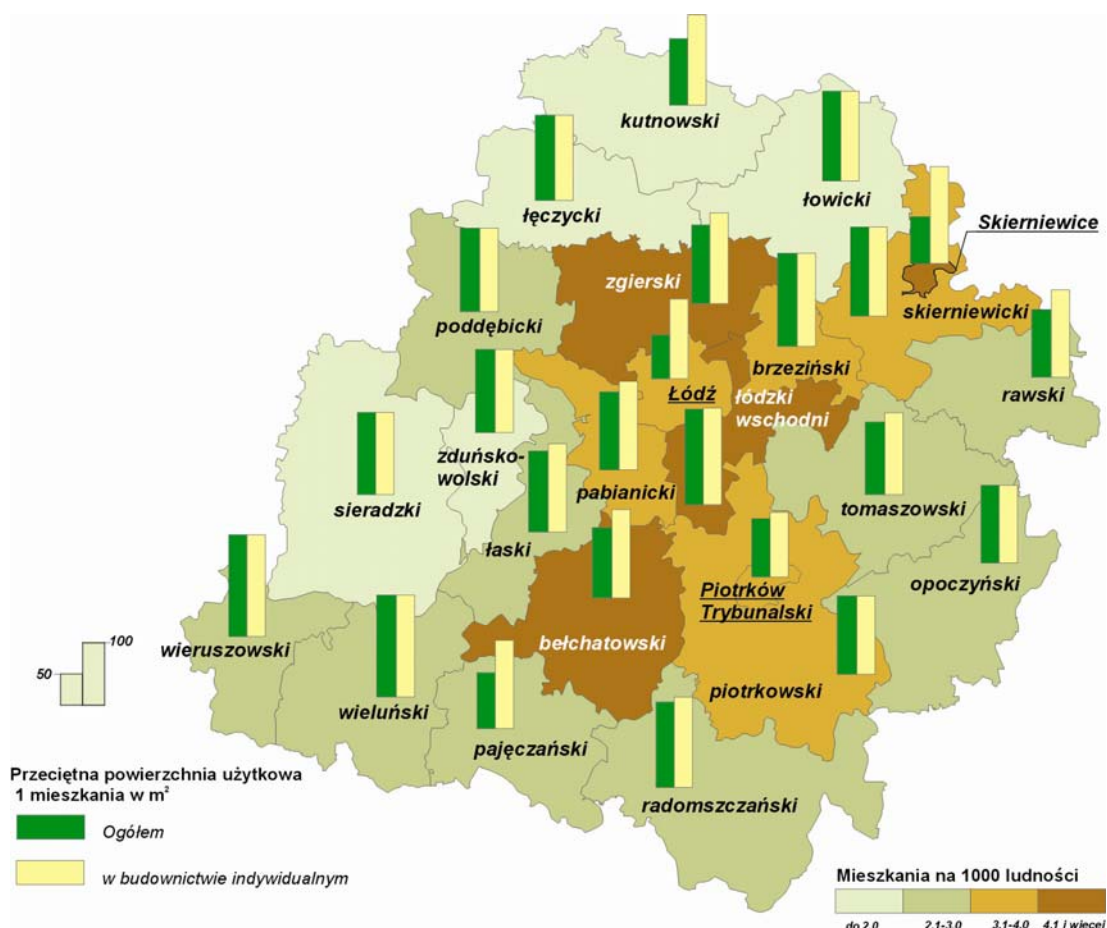 kutnowski
łęczycki
łowicki
Skierniewice
zgierski
skierniewicki
poddębicki
brzeziński
rawski
Łódź
łódzki
wschodni
zduńsko-
wolski
pabianicki
sieradzki
tomaszowski
łaski
opoczyński
Piotrków
Trybunalski
wieruszowski
bełchatowski
piotrkowski
wieluński
pajęczański
radomszczański
100
50
Przeciętna powierzchnia użytkowa
1 mieszkania w m²
Ogółem
w budownictwie indywidualnym
Mieszkania na 1000 ludności
do 2.0 2.1-3.0 3.1-4.0 4.1 i więcej